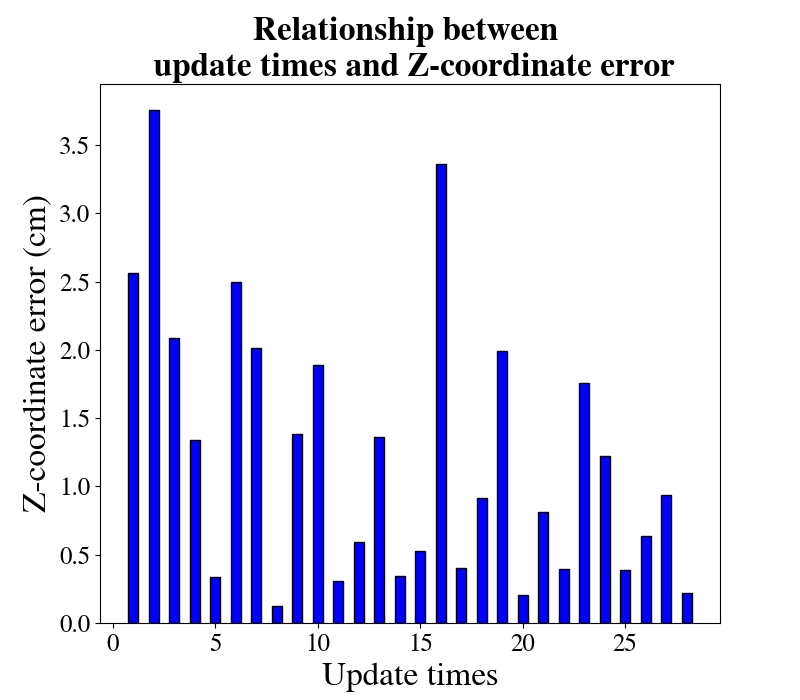 Relationship between
update times and Z-coordinate error
Z-coordinate error (cm)
3.5
3.0
2.5
2.0
1.5
1.0
0.5
0.0
0 5 10 15 20 25
Update times